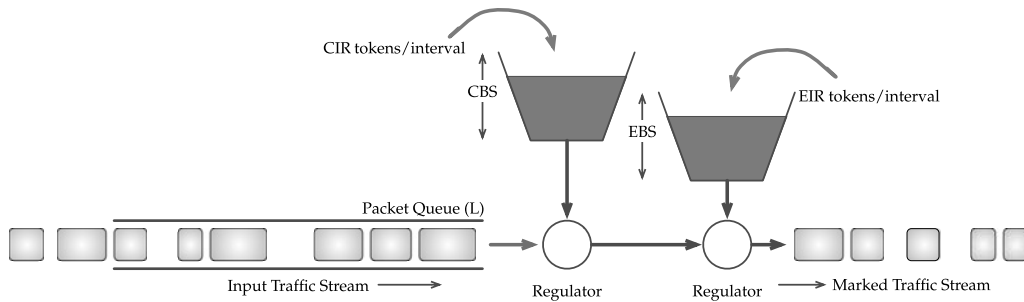 CIR tokens/interval
CBS
EIR tokens/interval
EBS
Packet Queue (L)
Input Traffic Stream
Regulator
Regulator
Marked Traffic Stream